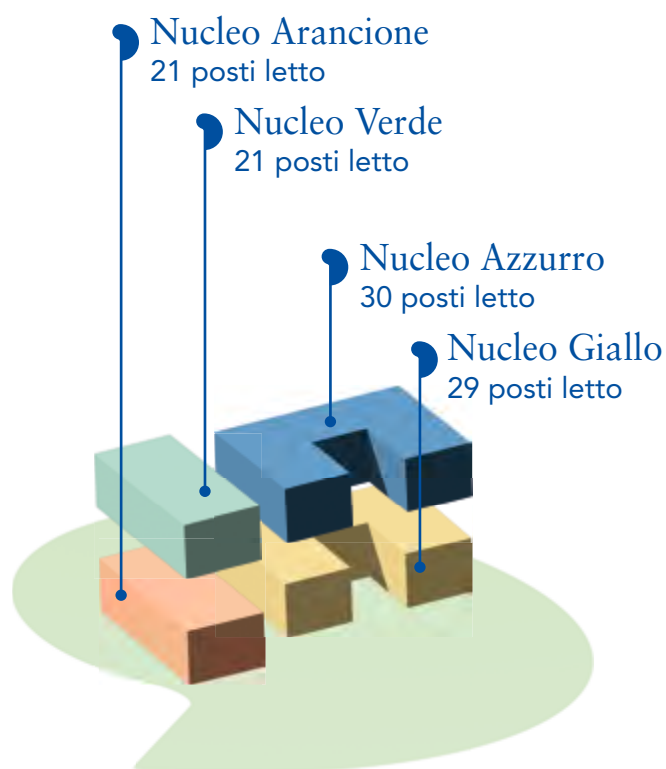 Nucleo Arancione
21 posti letto
Nucleo Verde
21 posti letto
Nucleo Azzurro
30 posti letto
Nucleo Giallo
29 posti letto